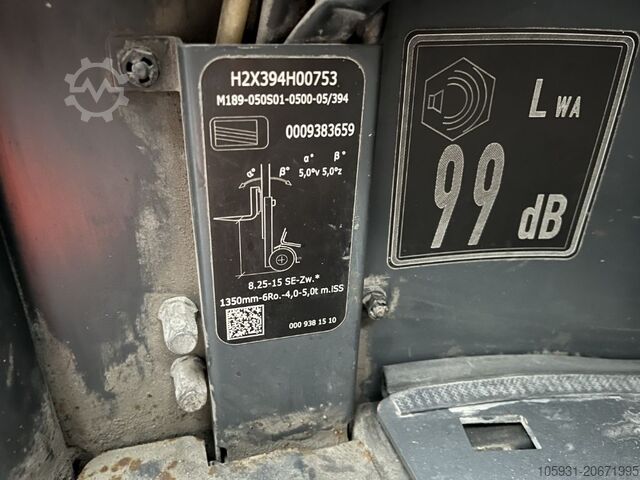 H2X394H00753
M189-050S01-0500-05/394
0009383659
α° β°
α° β° 5,0°v 5,0°z
8.25-15 SE-Zw.*
1350mm-6Ro.-4,0-5,0t m.ISS
000 938 15 10
LWA
99 dB
105931-20671995